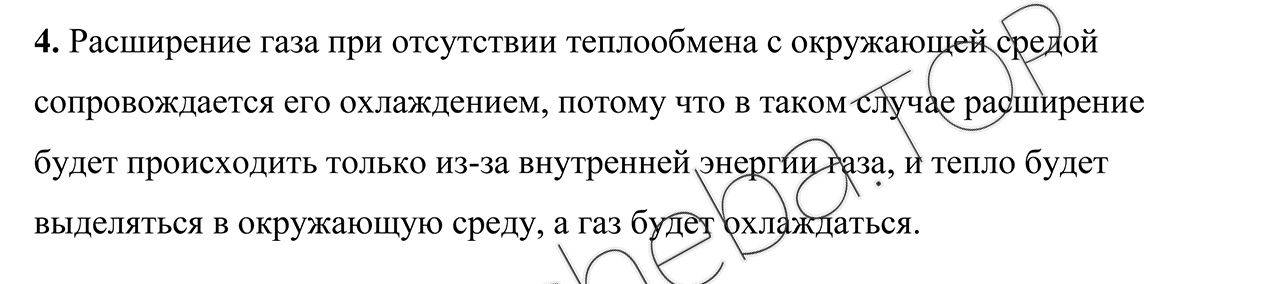 4. Расширение газа при отсутствии теплообмена с окружающей средой
сопровождается его охлаждением, потому что в таком случае расширение
будет происходить только из-за внутренней энергии газа, и тепло будет
выделяться в окружающую среду, а газ будет охлаждаться.
heba.TOP